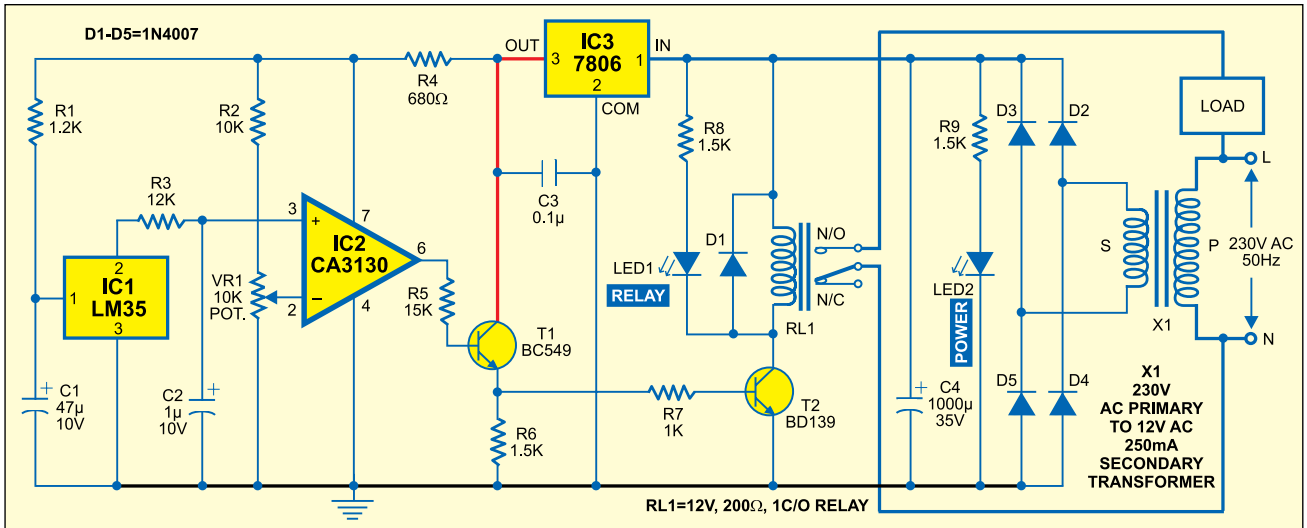 D1-D5=1N4007
R1
1.2K
R2
10K
R4
680Ω
OUT
3
IC3
7806
1
IN
2
COM
R8
1.5K
R9
1.5K
D3
D2
LOAD
L
R3
12K
3
+
7
IC2
CA3130
6
−
2
4
C3
0.1µ
D1
N/O
N/C
RL1
LED1
RELAY
LED2
POWER
S
P
230V AC
50Hz
X1
N
1
2
IC1
LM35
3
VR1
10K
POT.
R5
15K
T1
BC549
C1
+
47µ
10V
C2
+
1µ
10V
R6
1.5K
R7
1K
T2
BD139
+
C4
1000µ
35V
D5
D4
X1
230V
AC PRIMARY
TO 12V AC
250mA
SECONDARY
TRANSFORMER
RL1=12V, 200Ω, 1C/O RELAY